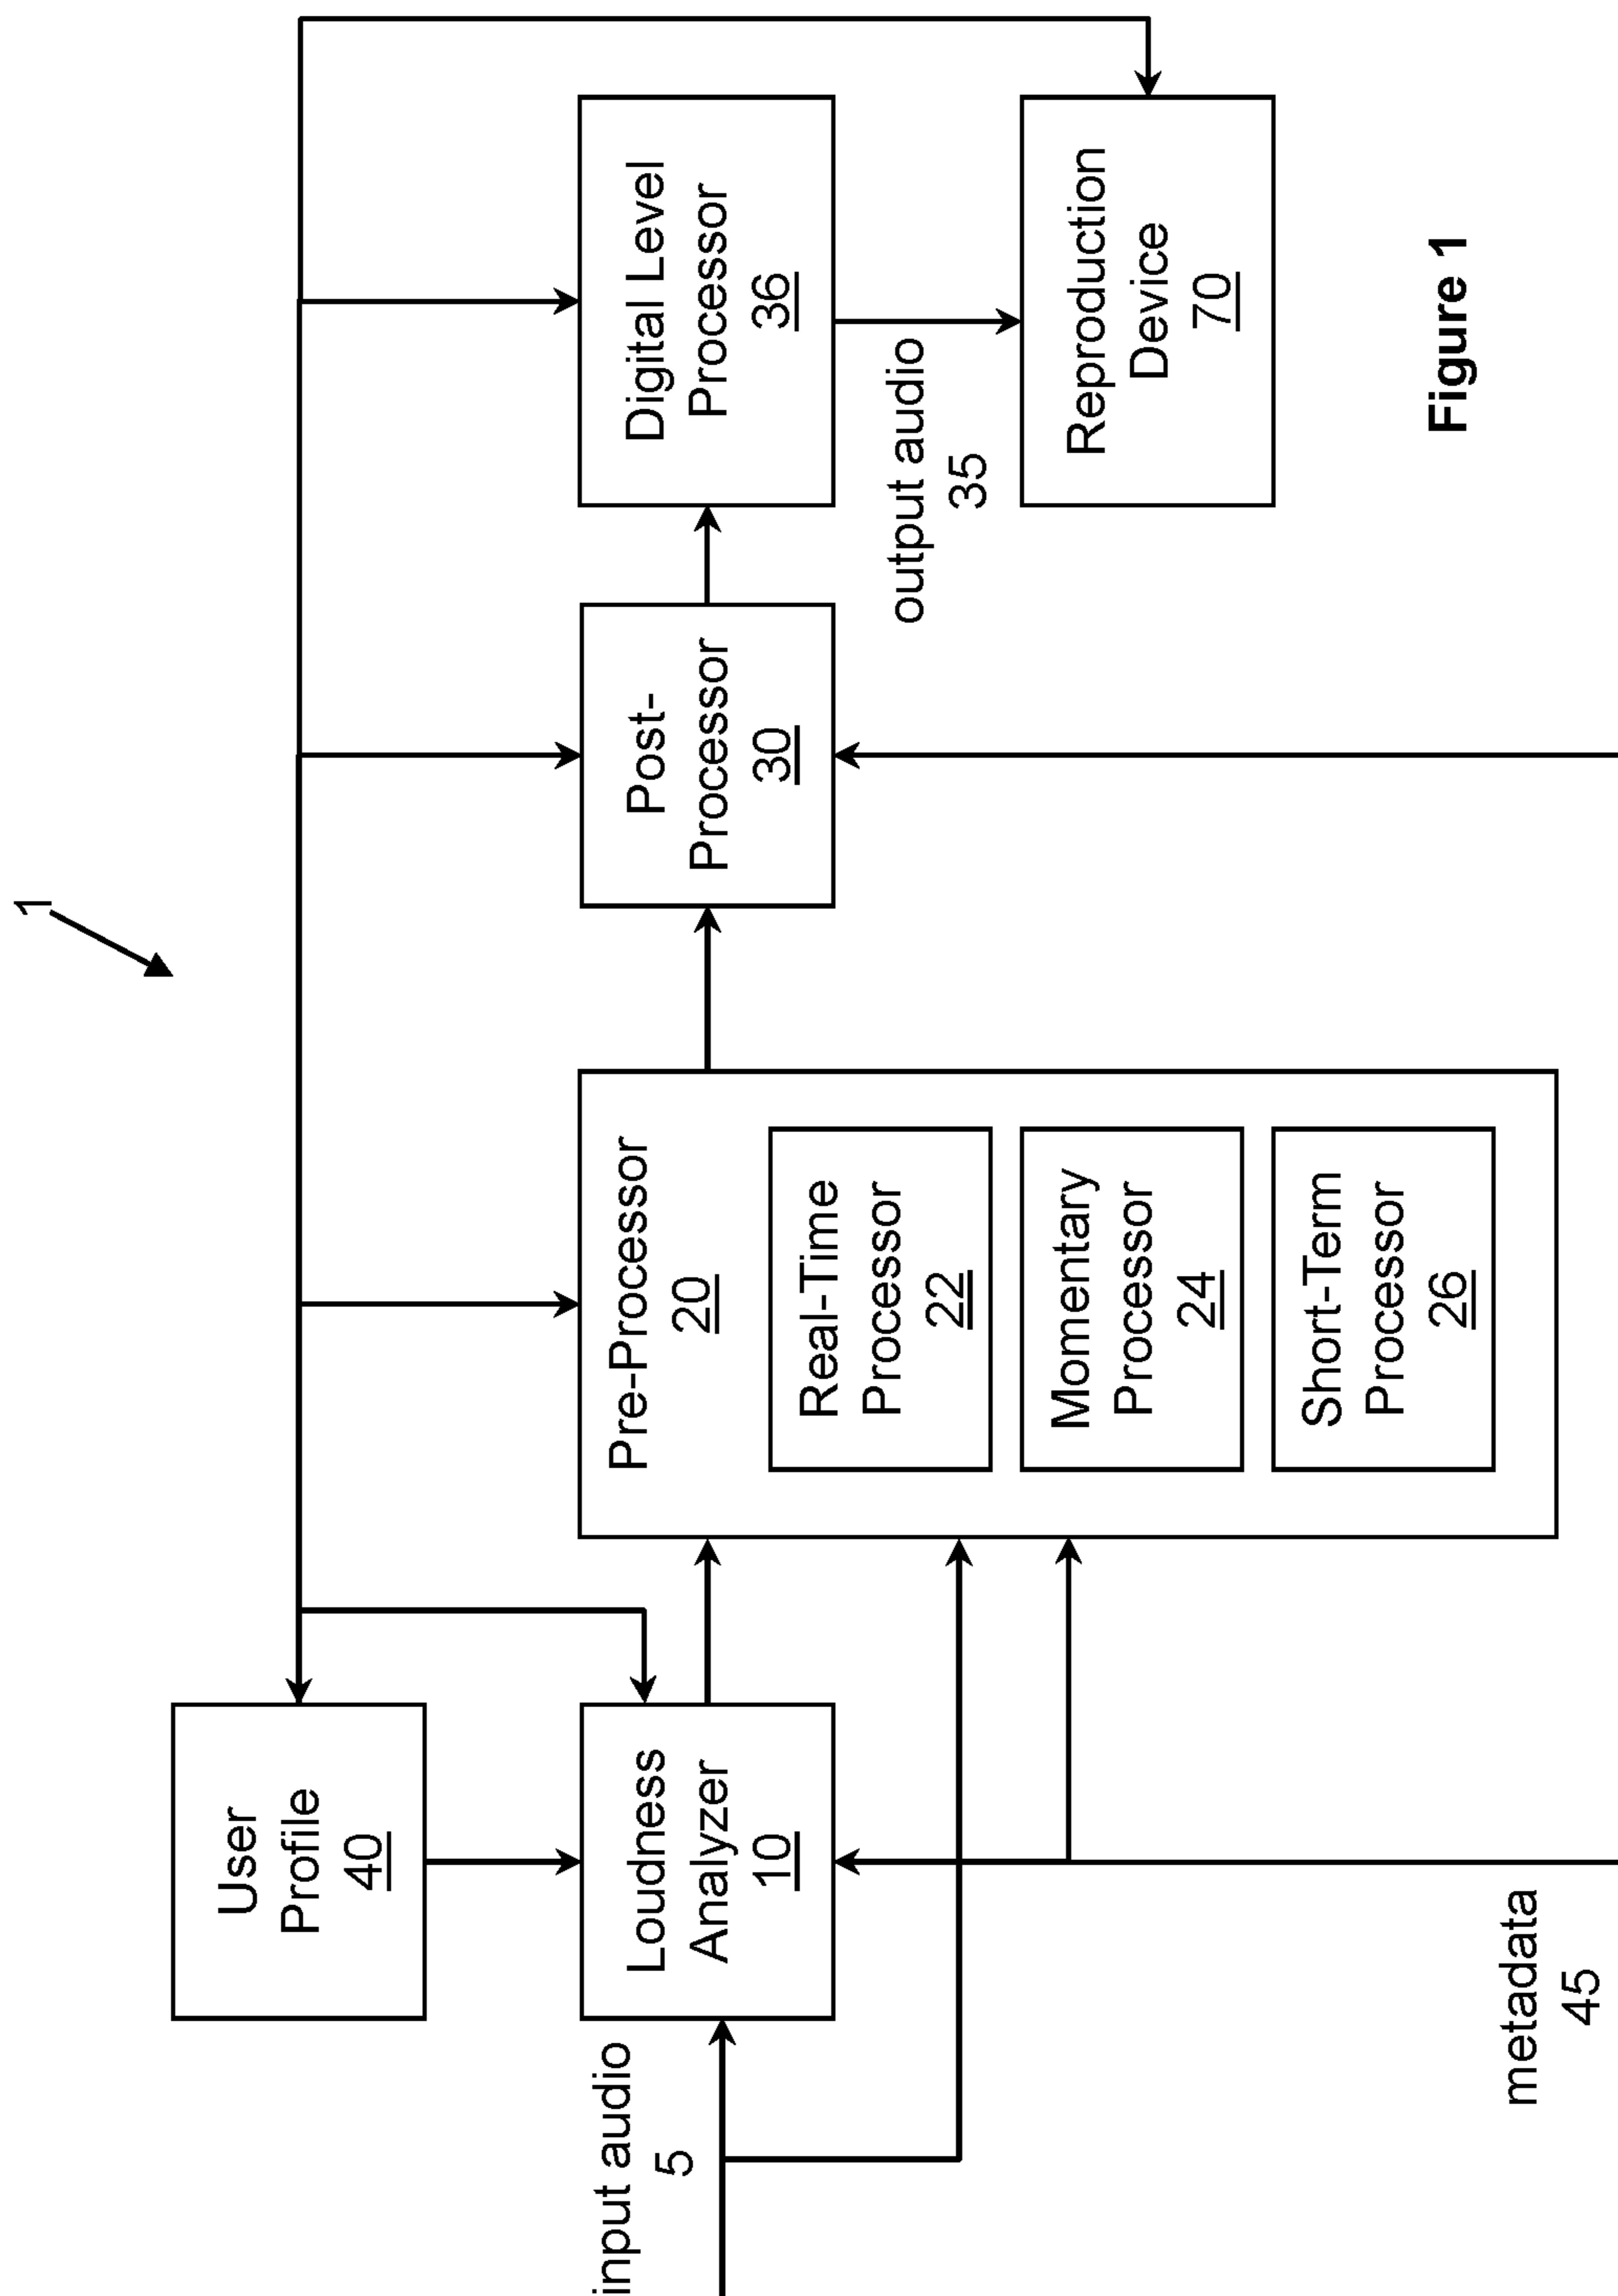 1
User
Profile
40
input audio
5
Loudness
Analyzer
10
Pre-Processor
20
Real-Time
Processor
22
Momentary
Processor
24
Short-Term
Processor
26
Post-
Processor
30
Digital Level
Processor
36
output audio
35
Reproduction
Device
70
metadata
45
Figure 1